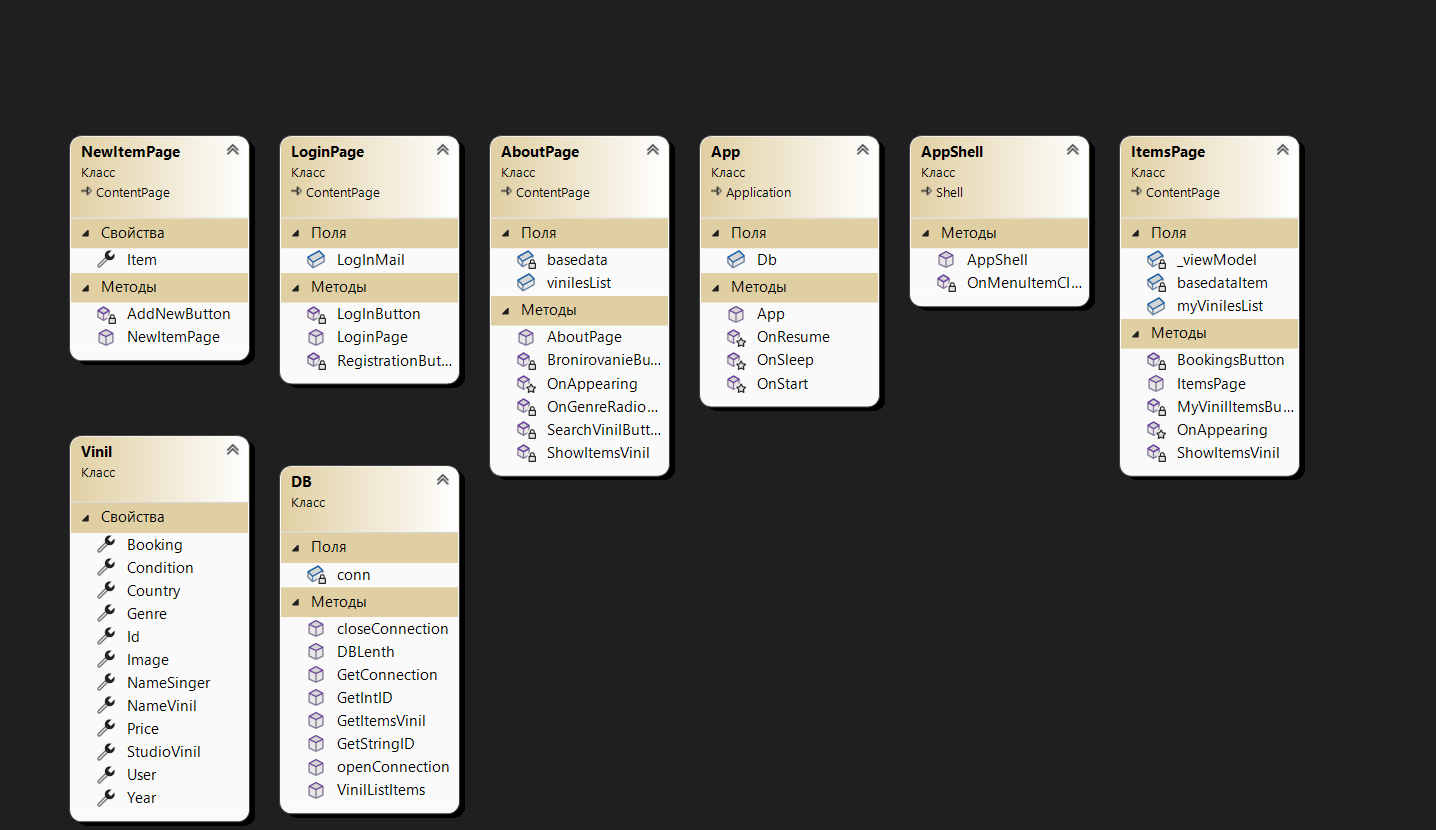 NewItemPage
Класс
ContentPage
Свойства
Item
Методы
AddNewButton
NewItemPage
LoginPage
Класс
ContentPage
Поля
LogInMail
Методы
LogInButton
LoginPage
RegistrationBut...
AboutPage
Класс
ContentPage
Поля
basedata
vinilesList
Методы
AboutPage
BronirovanieBu...
OnAppearing
OnGenreRadio...
SearchVinilButt...
ShowItemsVinil
App
Класс
Application
Поля
Db
Методы
App
OnResume
OnSleep
OnStart
AppShell
Класс
Shell
Методы
AppShell
OnMenuItemCl...
ItemsPage
Класс
ContentPage
Поля
_viewModel
basedataItem
myVinilesList
Методы
BookingsButton
ItemsPage
MyVinilItemsBu...
OnAppearing
ShowItemsVinil
Vinil
Класс
Свойства
Booking
Condition
Country
Genre
Id
Image
NameSinger
NameVinil
Price
StudioVinil
User
Year
DB
Класс
Поля
conn
Методы
closeConnection
DBLenth
GetConnection
GetIntID
GetItemsVinil
GetStringID
openConnection
VinilListItems